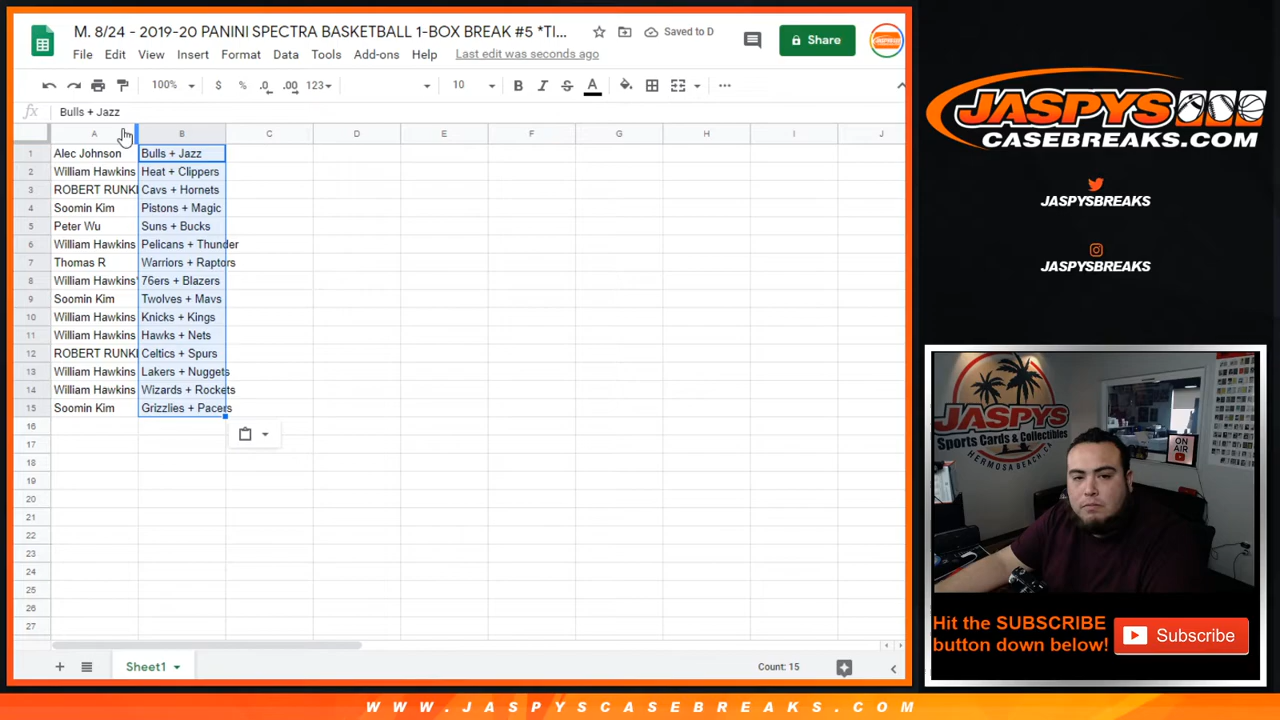 M. 8/24 - 2019-20 PANINI SPECTRA BASKETBALL 1-BOX BREAK #5 *TI...
Saved to D
Share
File Edit View Insert Format Data Tools Add-ons Help Last edit was seconds ago
100% $ % .0 .00 123 10 B I S A
fx Bulls + Jazz
A B C D E F G H I J
1 Alec Johnson Bulls + Jazz
2 William Hawkins Heat + Clippers
3 ROBERT RUNK Cavs + Hornets
4 Soomin Kim Pistons + Magic
5 Peter Wu Suns + Bucks
6 William Hawkins Pelicans + Thunder
7 Thomas R Warriors + Raptors
8 William Hawkins 76ers + Blazers
9 Soomin Kim Twolves + Mavs
10 William Hawkins Knicks + Kings
11 William Hawkins Hawks + Nets
12 ROBERT RUNK Celtics + Spurs
13 William Hawkins Lakers + Nuggets
14 William Hawkins Wizards + Rockets
15 Soomin Kim Grizzlies + Pacers
16
17
18
19
20
21
22
23
24
25
26
27
Sheet1
Count: 15
JASPYS
CASEBREAKS.COM
JASPYSBREAKS
JASPYSBREAKS
JASPYS
Sports Cards & Collectibles
HERMOSA BEACH, CA
ON
AIR
Hit the SUBSCRIBE
button down below!
Subscribe
WWW.JASPYSCASEBREAKS.COM